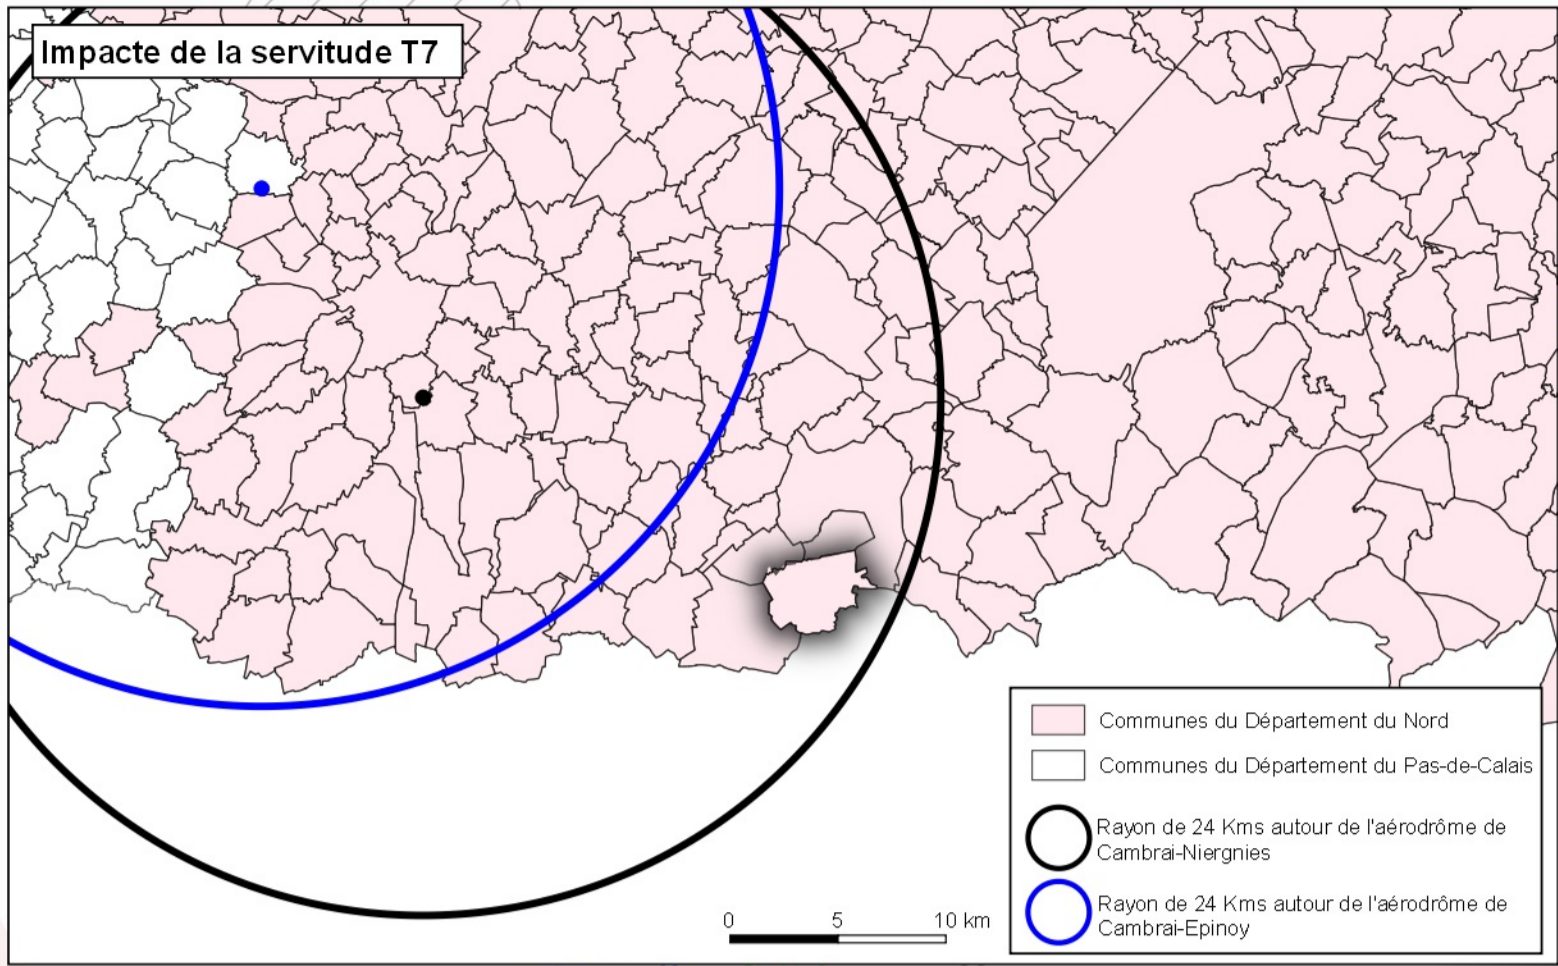 Impacte de la servitude T7
Communes du Département du Nord
Communes du Département du Pas-de-Calais
Rayon de 24 Kms autour de l'aérodrôme de
Cambrai-Niergnies
Rayon de 24 Kms autour de l'aérodrôme de
Cambrai-Epinoy
0 5 10 km